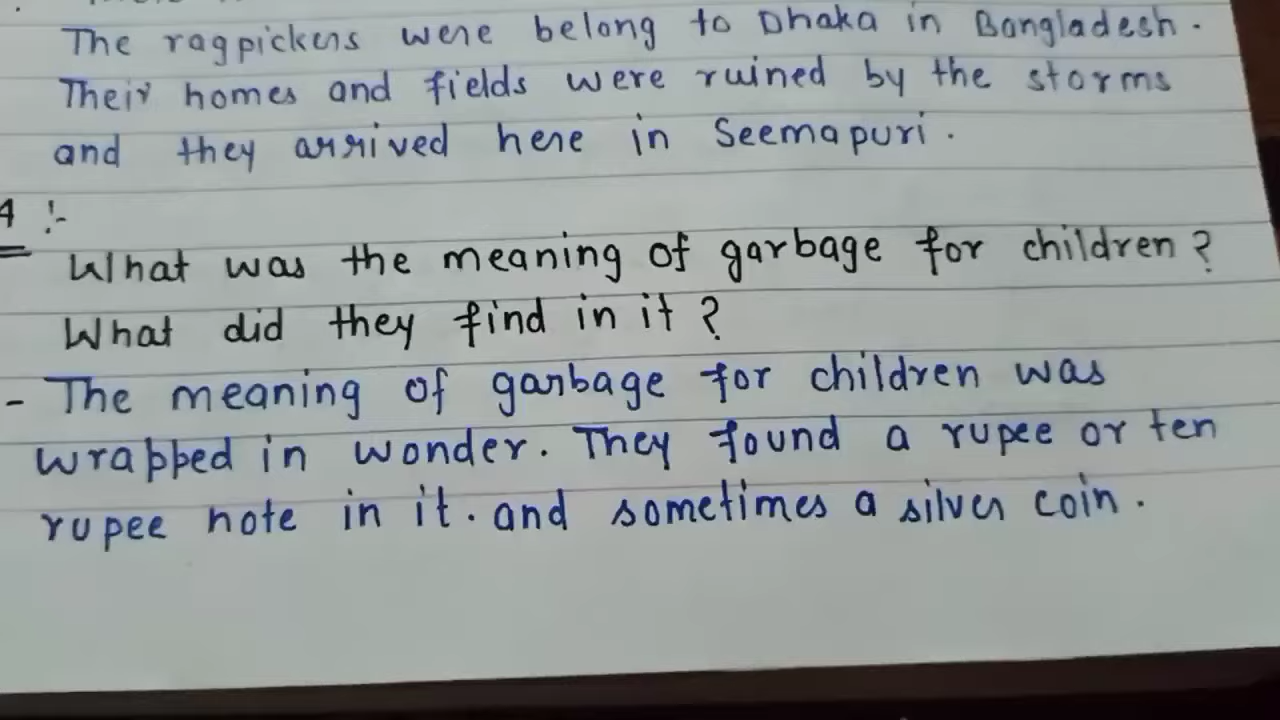 The ragpickers were belong to Dhaka in Bangladesh.
Their homes and fields were ruined by the storms
and they arrived here in Seemapuri.
4 :-
What was the meaning of garbage for children?
What did they find in it?
- The meaning of garbage for children was
wrapped in wonder. They found a rupee or ten
rupee note in it. and sometimes a silver coin.